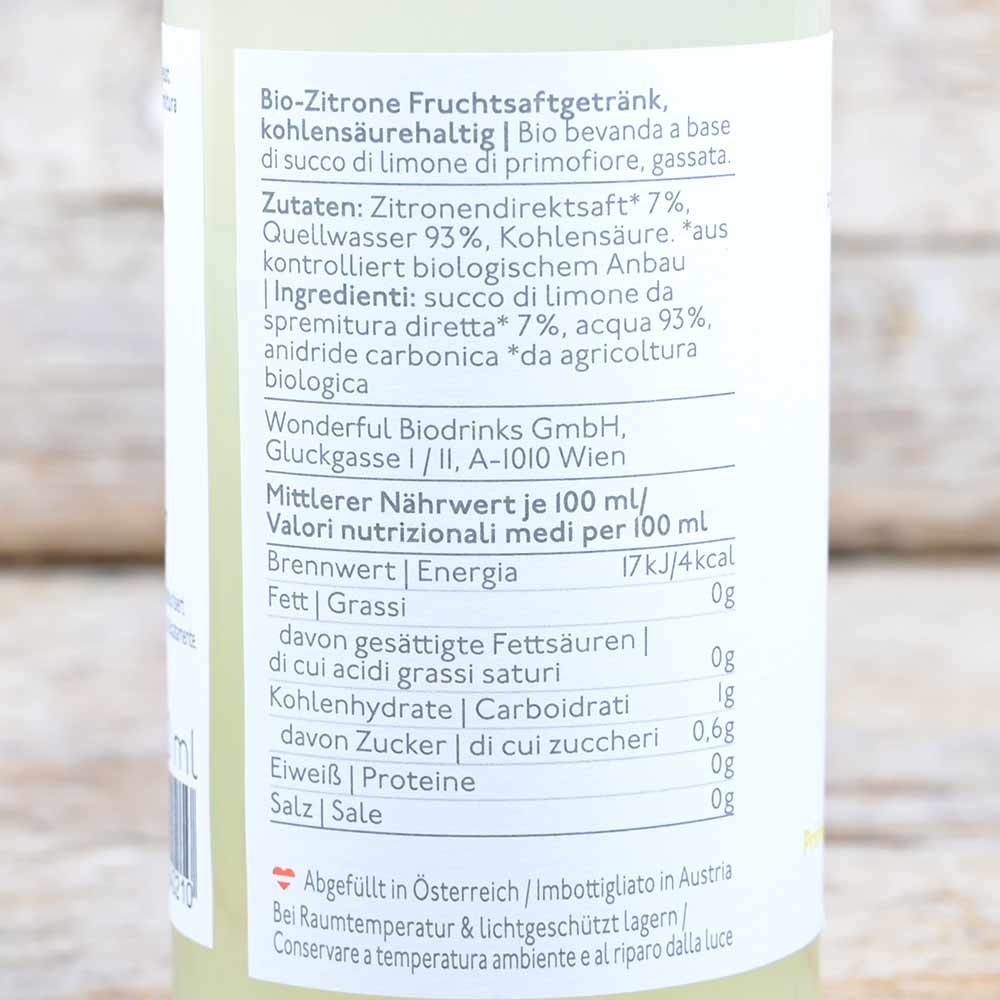 Bio-Zitrone Fruchtsaftgetränk,
kohlensäurehaltig | Bio bevanda a base
di succo di limone di primofiore, gassata.
Zutaten: Zitronendirektsaft* 7%,
Quellwasser 93%, Kohlensäure. *aus
kontrolliert biologischem Anbau
| Ingredienti: succo di limone da
spremitura diretta* 7%, acqua 93%,
anidride carbonica *da agricoltura
biologica
Wonderful Biodrinks GmbH,
Gluckgasse 1 / 11, A-1010 Wien
Mittlerer Nährwert je 100 ml/
Valori nutrizionali medi per 100 ml
Brennwert | Energia 17kJ/4kcal
Fett | Grassi 0g
davon gesättigte Fettsäuren |
di cui acidi grassi saturi 0g
Kohlenhydrate | Carboidrati 1g
davon Zucker | di cui zuccheri 0,6g
Eiweiß | Proteine 0g
Salz | Sale 0g
Abgefüllt in Österreich / Imbottigliato in Austria
Bei Raumtemperatur & lichtgeschützt lagern /
Conservare a temperatura ambiente e al riparo dalla luce
ml